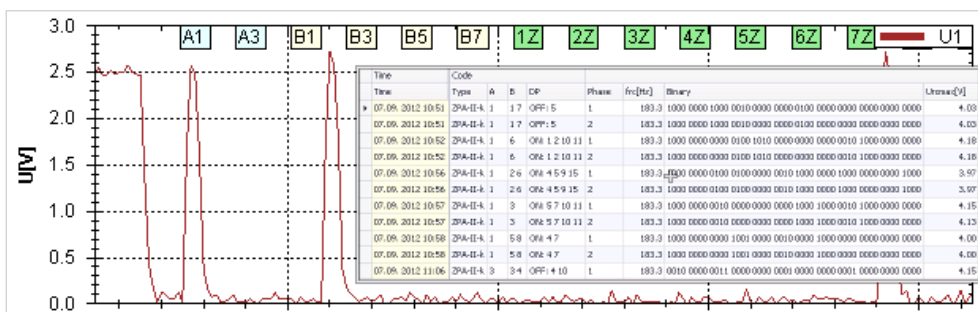 3.0 A1 A3 B1 B3 B5 B7 1Z 2Z 3Z 4Z 5Z 6Z 7Z U1
2.5
2.0
1.5
1.0
0.5
0.0
U[V]
Time Code
Time Type A B DP Phase frc[Hz] Binary Urcmax[V]
07.09. 2012 10:51 ZPA-II-k. 1 1 7 OFF: 5 1 183.3 1000 0000 1000 0010 0000 0000 0100 0000 0000 0000 0000 0000 4.03
07.09. 2012 10:51 ZPA-II-k. 1 1 7 OFF: 5 2 183.3 1000 0000 1000 0010 0000 0000 0100 0000 0000 0000 0000 0000 4.03
07.09. 2012 10:52 ZPA-II-k. 1 6 ON: 1 2 10 11 1 183.3 1000 0000 0000 0100 1010 0000 0000 0000 0010 1000 0000 0000 4.18
07.09. 2012 10:52 ZPA-II-k. 1 6 ON: 1 2 10 11 2 183.3 1000 0000 0000 0100 1010 0000 0000 0000 0010 1000 0000 0000 4.18
07.09. 2012 10:56 ZPA-II-k. 1 2 6 ON: 4 5 9 15 1 183.3 0000 0100 0100 0000 0010 1000 0000 1000 0000 0000 1000 3.97
07.09. 2012 10:56 ZPA-II-k. 1 2 6 ON: 4 5 9 15 2 183.3 1000 0000 0100 0100 0000 0010 1000 0000 1000 0000 0000 1000 3.97
07.09. 2012 10:57 ZPA-II-k. 1 3 ON: 5 7 10 11 1 183.3 1000 0000 0010 0000 0000 0000 1000 1000 0010 1000 0000 0000 4.15
07.09. 2012 10:57 ZPA-II-k. 1 3 ON: 5 7 10 11 2 183.3 1000 0000 0010 0000 0000 0000 1000 1000 0010 1000 0000 0000 4.13
07.09. 2012 10:58 ZPA-II-k. 1 5 8 ON: 4 7 1 183.3 1000 0000 0000 1001 0000 0010 0000 1000 0000 0000 0000 0000 4.00
07.09. 2012 10:58 ZPA-II-k. 1 5 8 ON: 4 7 2 183.3 1000 0000 0000 1001 0000 0010 0000 1000 0000 0000 0000 0000 4.00
07.09. 2012 11:06 ZPA-II-k. 3 3 4 OFF: 4 10 1 183.3 0010 0000 0011 0000 0000 0001 0000 0000 0001 0000 0000 0000 4.15